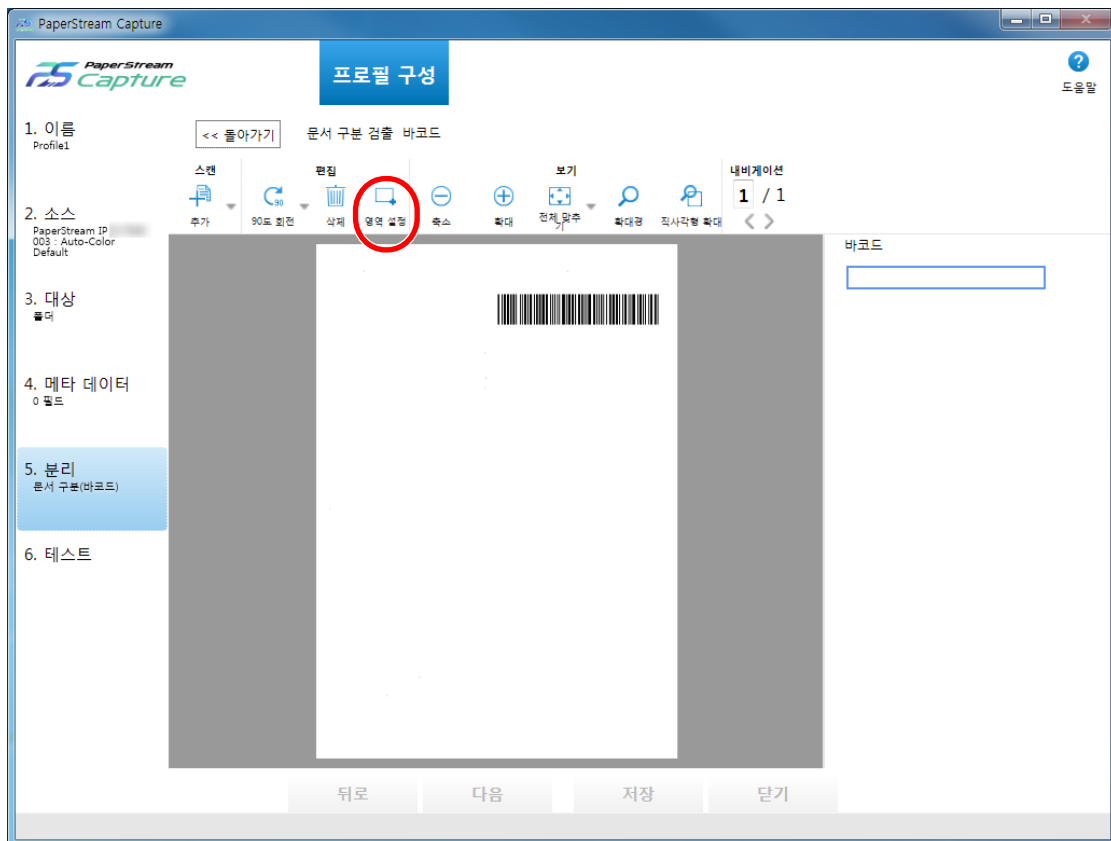 PaperStream Capture
PaperStream
Capture
프로필 구성
?
도움말
1. 이름
Profile1
<< 돌아가기
문서 구분 검출 바코드
스캔
편집
보기
내비게이션
90
1 / 1
추가
90도 회전
삭제
영역 설정
축소
확대
전체 맞추
기
확대경
직사각형 확대
2. 소스
PaperStream IP
003 : Auto-Color
Default
바코드
3. 대상
폴더
4. 메타 데이터
0 필드
5. 분리
문서 구분(바코드)
6. 테스트
뒤로
다음
저장
닫기